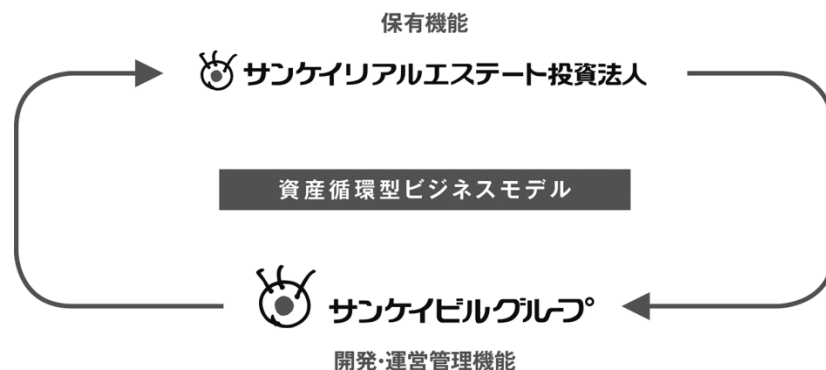 保有機能
サンケイリアルエステート投資法人
資産循環型ビジネスモデル
サンケイビルグループ
開発・運営管理機能